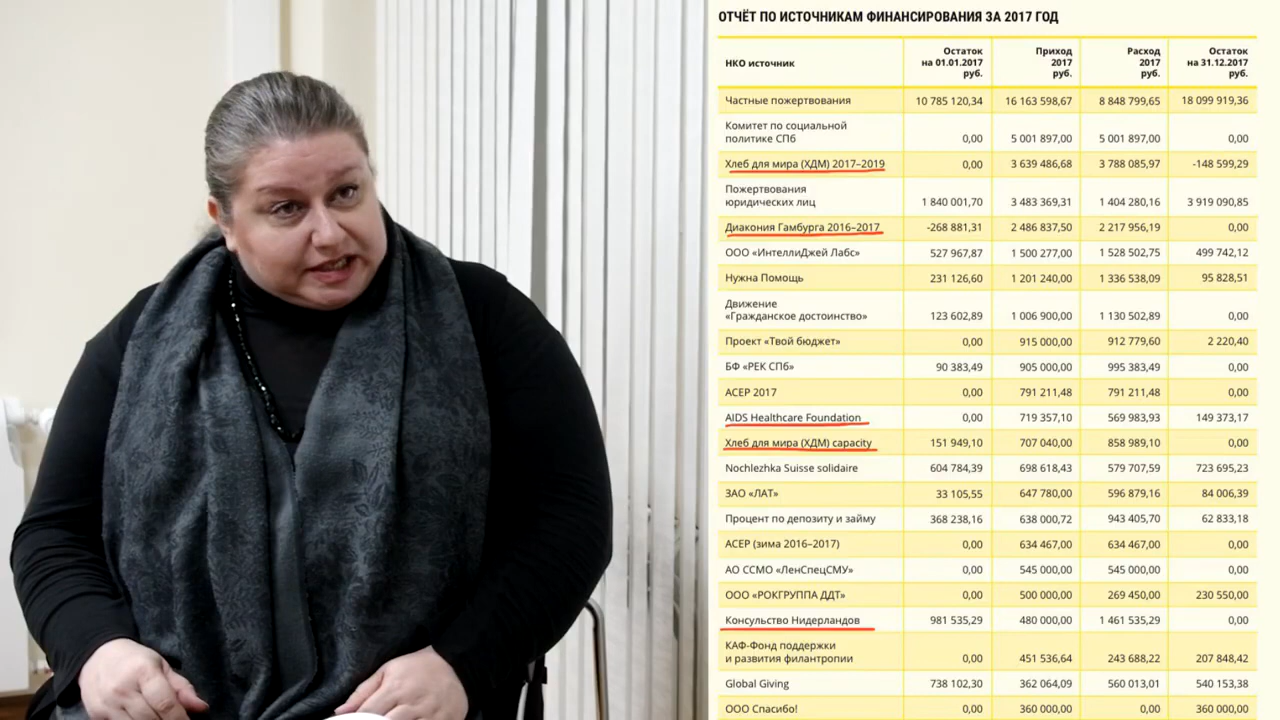 ОТЧЁТ ПО ИСТОЧНИКАМ ФИНАНСИРОВАНИЯ ЗА 2017 ГОД
НКО источник Остаток на 01.01.2017 руб. Приход 2017 руб. Расход 2017 руб. Остаток на 31.12.2017 руб.
Частные пожертвования 10 785 120,34 16 163 598,67 8 848 799,65 18 099 919,36
Комитет по социальной
политике СПб 0,00 5 001 897,00 5 001 897,00 0,00
Хлеб для мира (ХДМ) 2017–2019 0,00 3 639 486,68 3 788 085,97 -148 599,29
Пожертвования
юридических лиц 1 840 001,70 3 483 369,31 1 404 280,16 3 919 090,85
Диакония Гамбурга 2016–2017 -268 881,31 2 486 837,50 2 217 956,19 0,00
ООО «ИнтеллиДжей Лабс» 527 967,87 1 500 277,00 1 528 502,75 499 742,12
Нужна Помощь 231 126,60 1 201 240,00 1 336 538,09 95 828,51
Движение
«Гражданское достоинство» 123 602,89 1 006 900,00 1 130 502,89 0,00
Проект «Твой бюджет» 0,00 915 000,00 912 779,60 2 220,40
БФ «РЕК СПб» 90 383,49 905 000,00 995 383,49 0,00
АСЕР 2017 0,00 791 211,48 791 211,48 0,00
AIDS Healthcare Foundation 0,00 719 357,10 569 983,93 149 373,17
Хлеб для мира (ХДМ) capacity 151 949,10 707 040,00 858 989,10 0,00
Nochlezhka Suisse solidaire 604 784,39 698 618,43 579 707,59 723 695,23
ЗАО «ЛАТ» 33 105,55 647 780,00 596 879,16 84 006,39
Процент по депозиту и займу 368 238,16 638 000,72 943 405,70 62 833,18
АСЕР (зима 2016–2017) 0,00 634 467,00 634 467,00 0,00
АО ССМО «ЛенСпецСМУ» 0,00 545 000,00 545 000,00 0,00
ООО «РОКГРУППА ДДТ» 0,00 500 000,00 269 450,00 230 550,00
Консульство Нидерландов 981 535,29 480 000,00 1 461 535,29 0,00
КАФ-Фонд поддержки
и развития филантропии 0,00 451 536,64 243 688,22 207 848,42
Global Giving 738 102,30 362 064,09 560 013,01 540 153,38
ООО Спасибо! 0,00 360 000,00 0,00 360 000,00